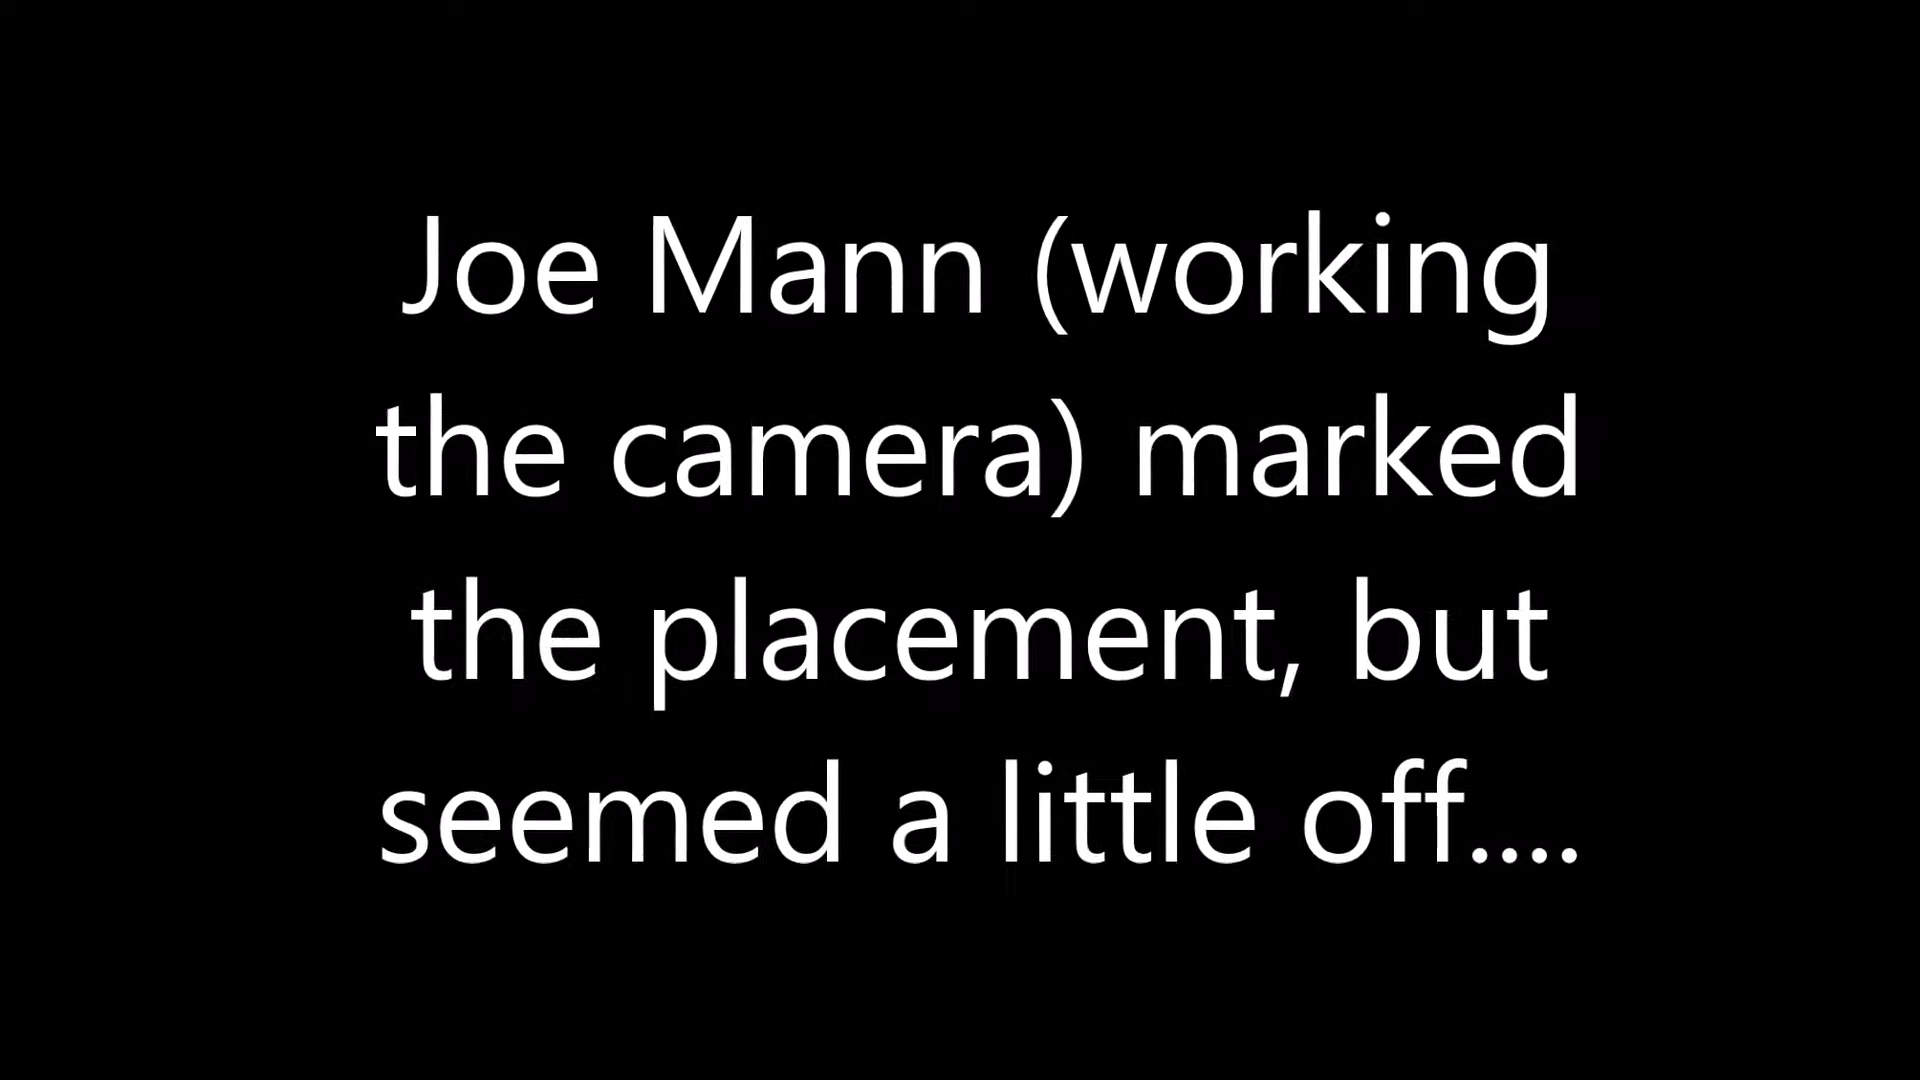 Joe Mann (working
the camera) marked
the placement, but
seemed a little off....